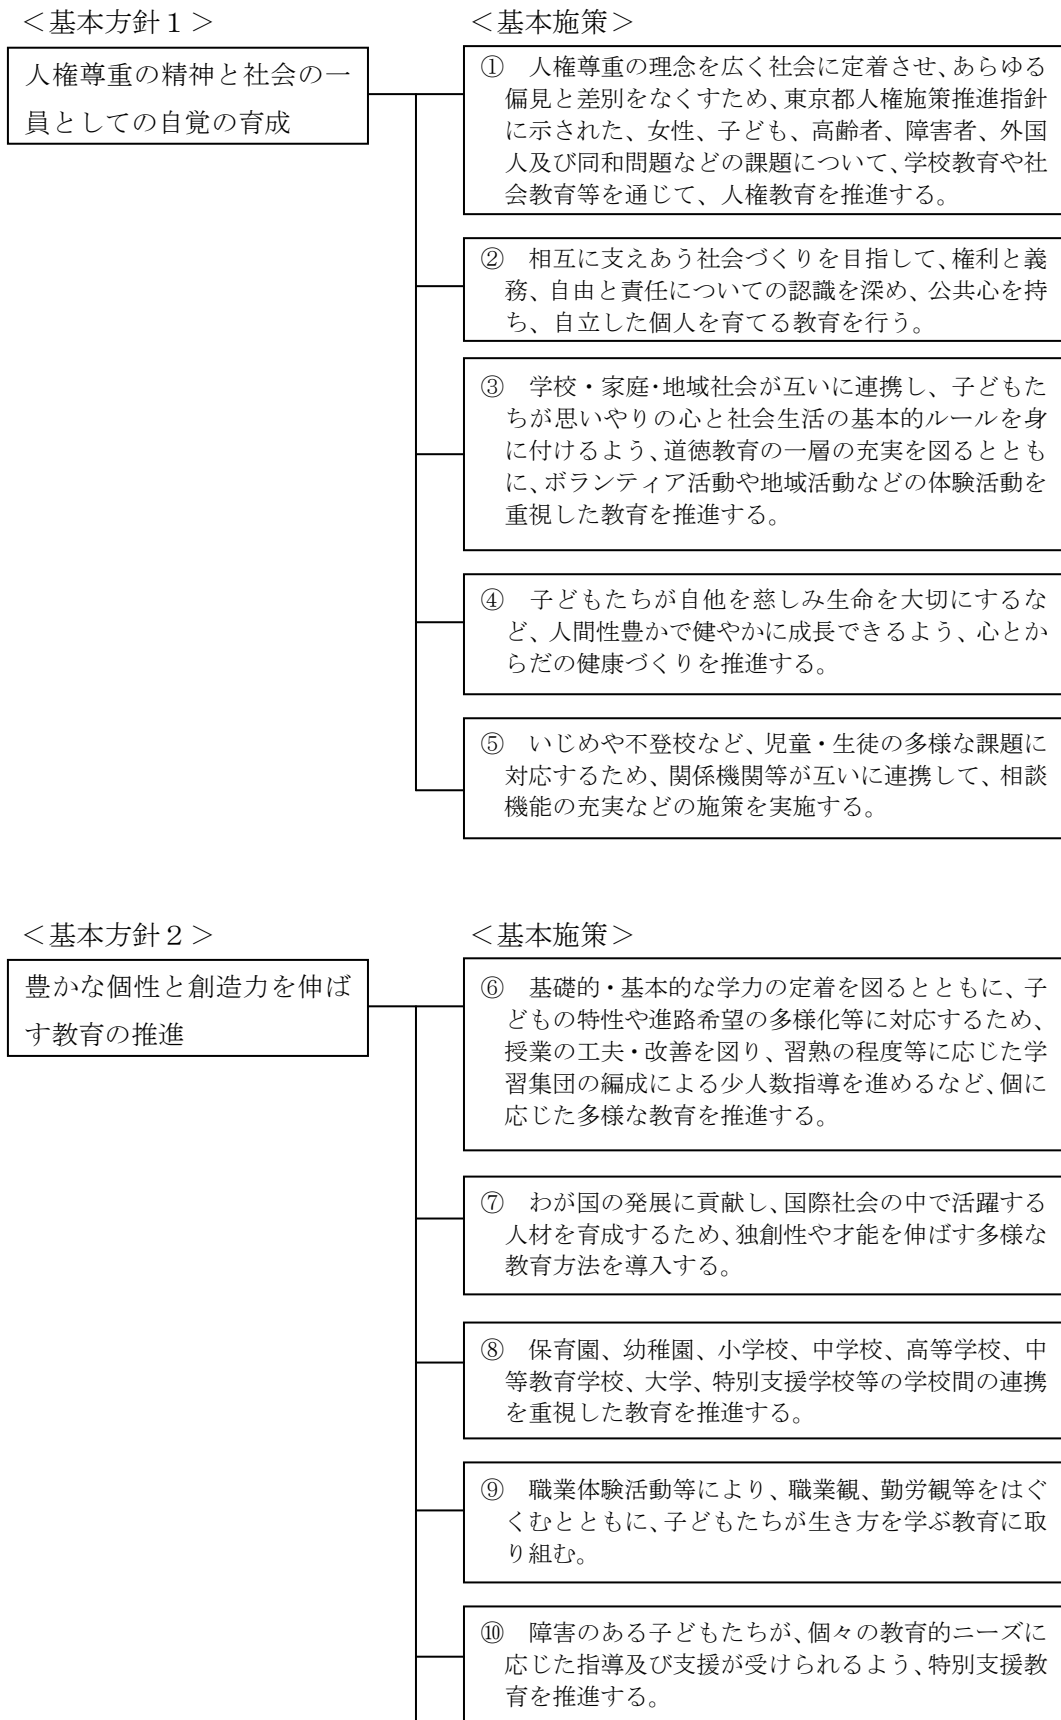 ＜基本方針１＞
＜基本施策＞
人権尊重の精神と社会の一
員としての自覚の育成
① 人権尊重の理念を広く社会に定着させ、あらゆる
偏見と差別をなくすため、東京都人権施策推進指針
に示された、女性、子ども、高齢者、障害者、外国
人及び同和問題などの課題について、学校教育や社
会教育等を通じて、人権教育を推進する。
② 相互に支えあう社会づくりを目指して、権利と義
務、自由と責任についての認識を深め、公共心を持
ち、自立した個人を育てる教育を行う。
③ 学校・家庭・地域社会が互いに連携し、子どもた
ちが思いやりの心と社会生活の基本的ルールを身
に付けるよう、道徳教育の一層の充実を図るととも
に、ボランティア活動や地域活動などの体験活動を
重視した教育を推進する。
④ 子どもたちが自他を慈しみ生命を大切にするな
ど、人間性豊かで健やかに成長できるよう、心とか
らだの健康づくりを推進する。
⑤ いじめや不登校など、児童・生徒の多様な課題に
対応するため、関係機関等が互いに連携して、相談
機能の充実などの施策を実施する。
＜基本方針２＞
＜基本施策＞
豊かな個性と創造力を伸ば
す教育の推進
⑥ 基礎的・基本的な学力の定着を図るとともに、子
どもの特性や進路希望の多様化等に対応するため、
授業の工夫・改善を図り、習熟の程度等に応じた学
習集団の編成による少人数指導を進めるなど、個に
応じた多様な教育を推進する。
⑦ わが国の発展に貢献し、国際社会の中で活躍する
人材を育成するため、独創性や才能を伸ばす多様な
教育方法を導入する。
⑧ 保育園、幼稚園、小学校、中学校、高等学校、中
等教育学校、大学、特別支援学校等の学校間の連携
を重視した教育を推進する。
⑨ 職業体験活動等により、職業観、勤労観等をはぐ
くむとともに、子どもたちが生き方を学ぶ教育に取
り組む。
⑩ 障害のある子どもたちが、個々の教育的ニーズに
応じた指導及び支援が受けられるよう、特別支援教
育を推進する。